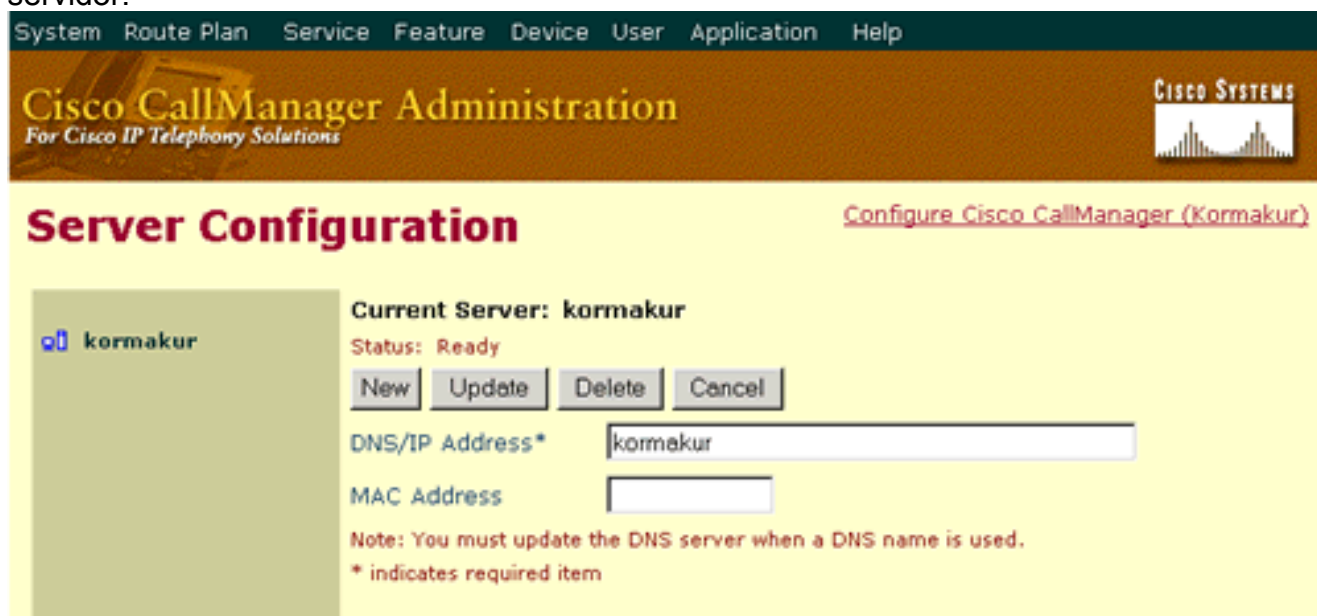 servidor.
System Route Plan Service Feature Device User Application Help
Cisco CallManager Administration
For Cisco IP Telephony Solutions
CISCO SYSTEMS
Server Configuration
Configure Cisco CallManager (Kormakur)
kormakur
Current Server: kormakur
Status: Ready
New Update Delete Cancel
DNS/IP Address* kormakur
MAC Address
Note: You must update the DNS server when a DNS name is used.
* indicates required item